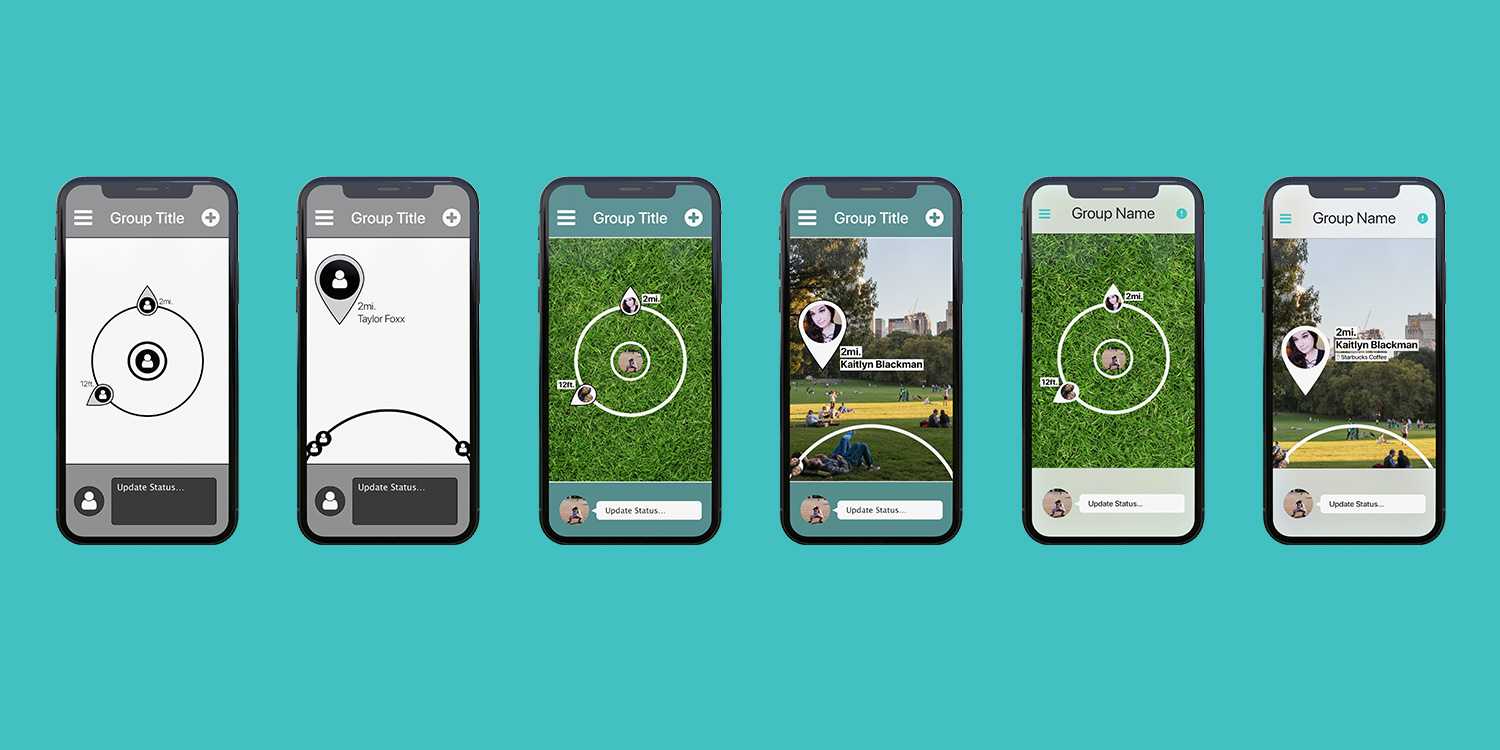 Group Title
2mi.
12ft.
Update Status...
Group Title
2mi.
Taylor Foxx
Update Status...
Group Title
2mi.
12ft.
Update Status...
Group Title
2mi.
Kaitlyn Blackman
Update Status...
Group Name
2mi.
12ft.
Update Status...
Group Name
2mi.
Kaitlyn Blackman
Starbucks Coffee
Update Status...